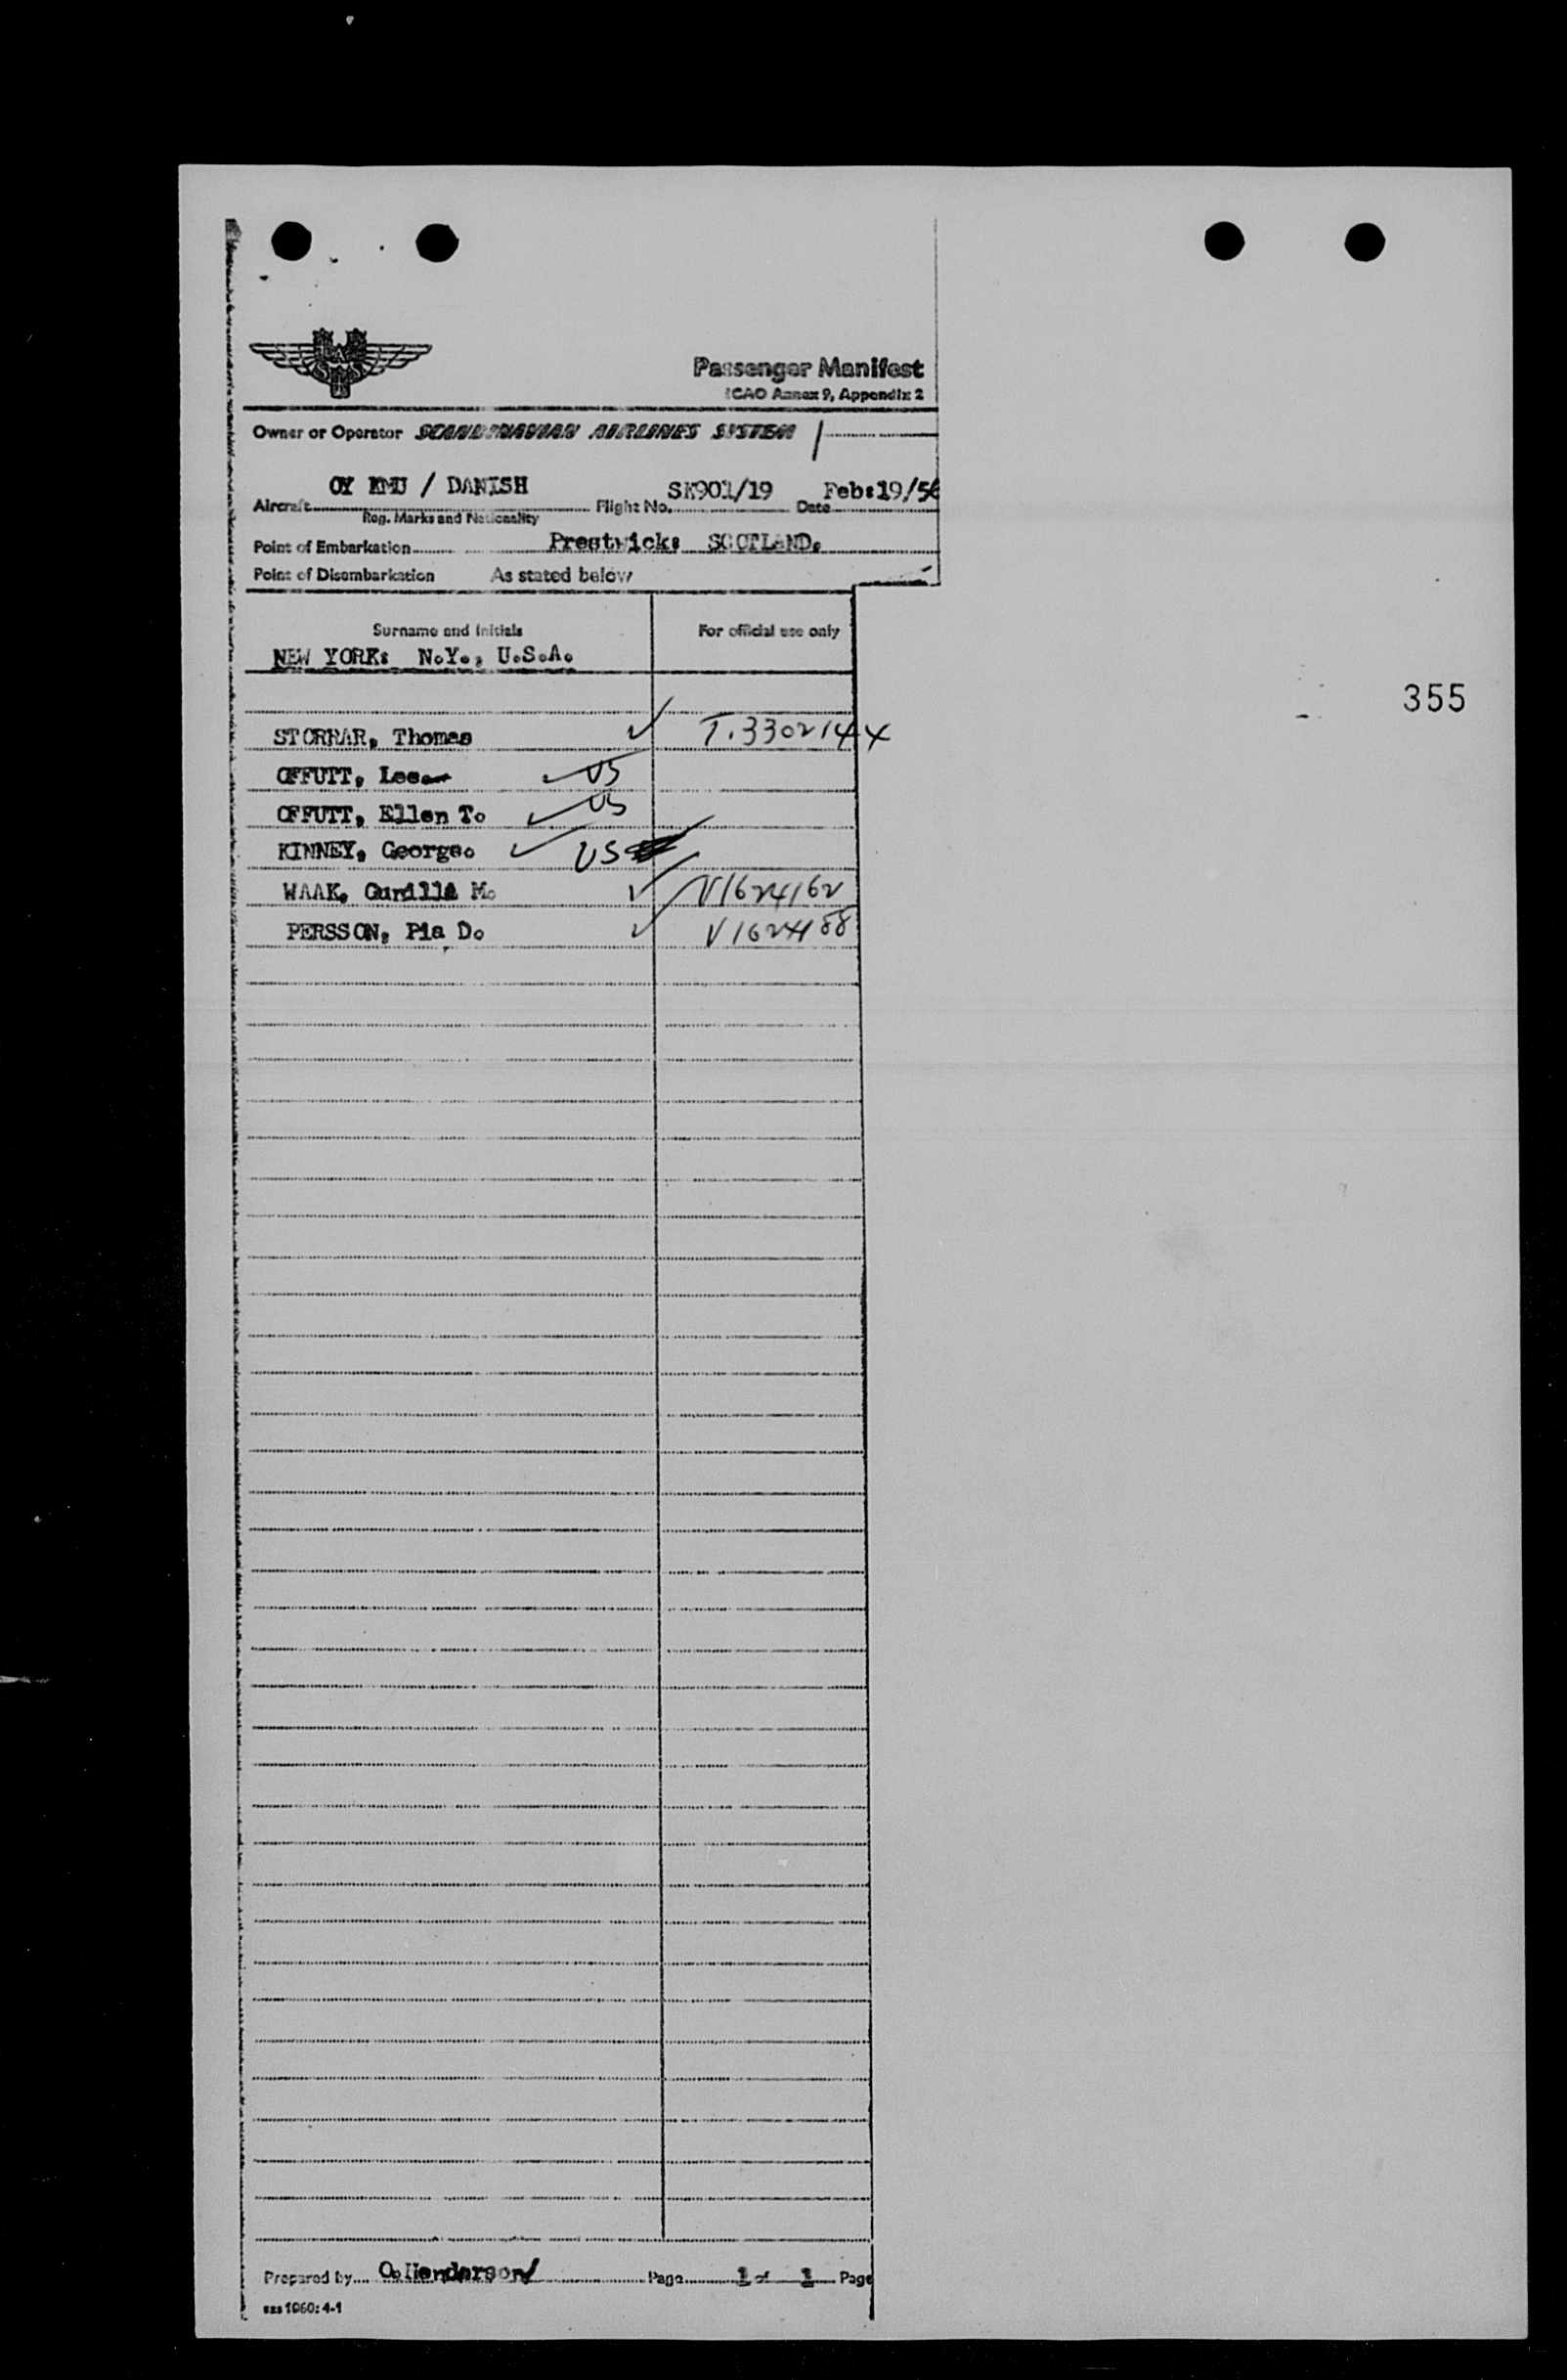 Passenger Manifest
ICAO Annex 9, Appendix 2
Owner or Operator SCANDINAVIAN AIRLINES SYSTEM
OY KMU / DANISH SK901/19 Feb:19/56
Aircraft Flight No. Date
Reg. Marks and Nationality
Point of Embarkation Prestwick: SCOTLAND.
Point of Disembarkation As stated below
Surname and initials For official use only
NEW YORK: N.Y., U.S.A.
355
STORRAR, Thomas ✓ T.3302144
OFFUTT, Lee. ✓ US
OFFUTT, Ellen T. ✓ US
KINNEY, George. ✓ US
WAAK, Gunilla M. ✓ V1624162
PERSSON, Pia D. ✓ V1624188
Prepared by O.Henderson Page 1 of 1 Page
sas 1060: 4-1